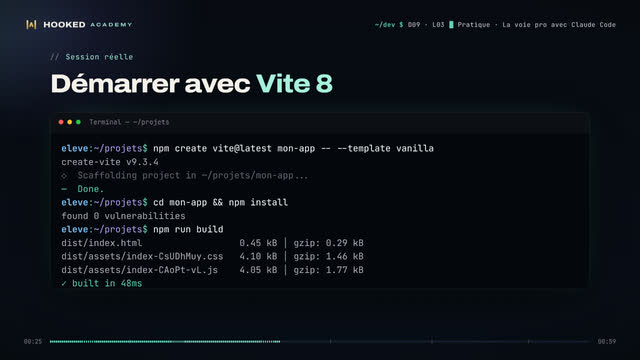 HOOKED ACADEMY
~/dev $ D09 · L03 Pratique · La voie pro avec Claude Code
// Session réelle
Démarrer avec Vite 8
Terminal — ~/projets
eleve:~/projets$ npm create vite@latest mon-app -- --template vanilla
create-vite v9.3.4
◇ Scaffolding project in ~/projets/mon-app...
— Done.
eleve:~/projets$ cd mon-app && npm install
found 0 vulnerabilities
eleve:~/projets$ npm run build
dist/index.html 0.45 kB │ gzip: 0.29 kB
dist/assets/index-CsUDhMuy.css 4.10 kB │ gzip: 1.46 kB
dist/assets/index-CAoPt-vL.js 4.05 kB │ gzip: 1.77 kB
✓ built in 48ms
00:25
00:59